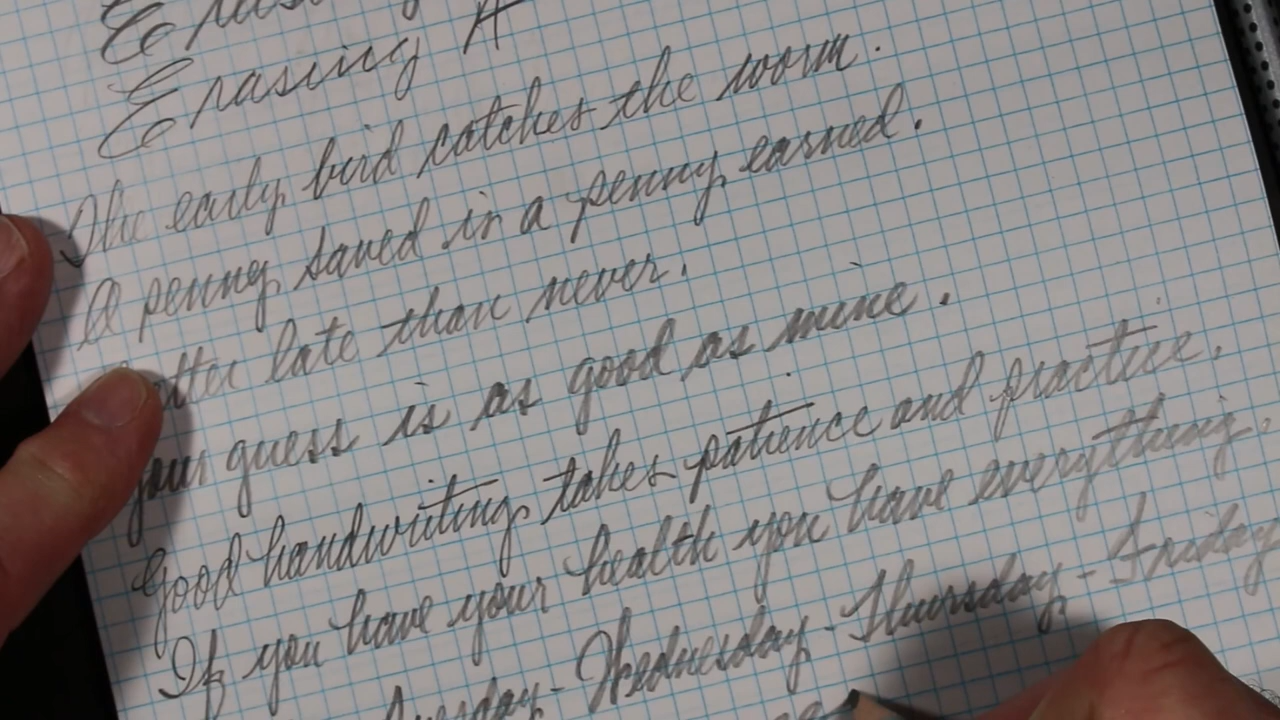 Erasing
Erasing A
The early bird catches the worm.
A penny saved is a penny earned.
late than never.
your guess is as good as mine.
Good handwriting takes patience and practice.
If you have your health you have everything.
Tuesday - Wednesday - Thursday - Friday